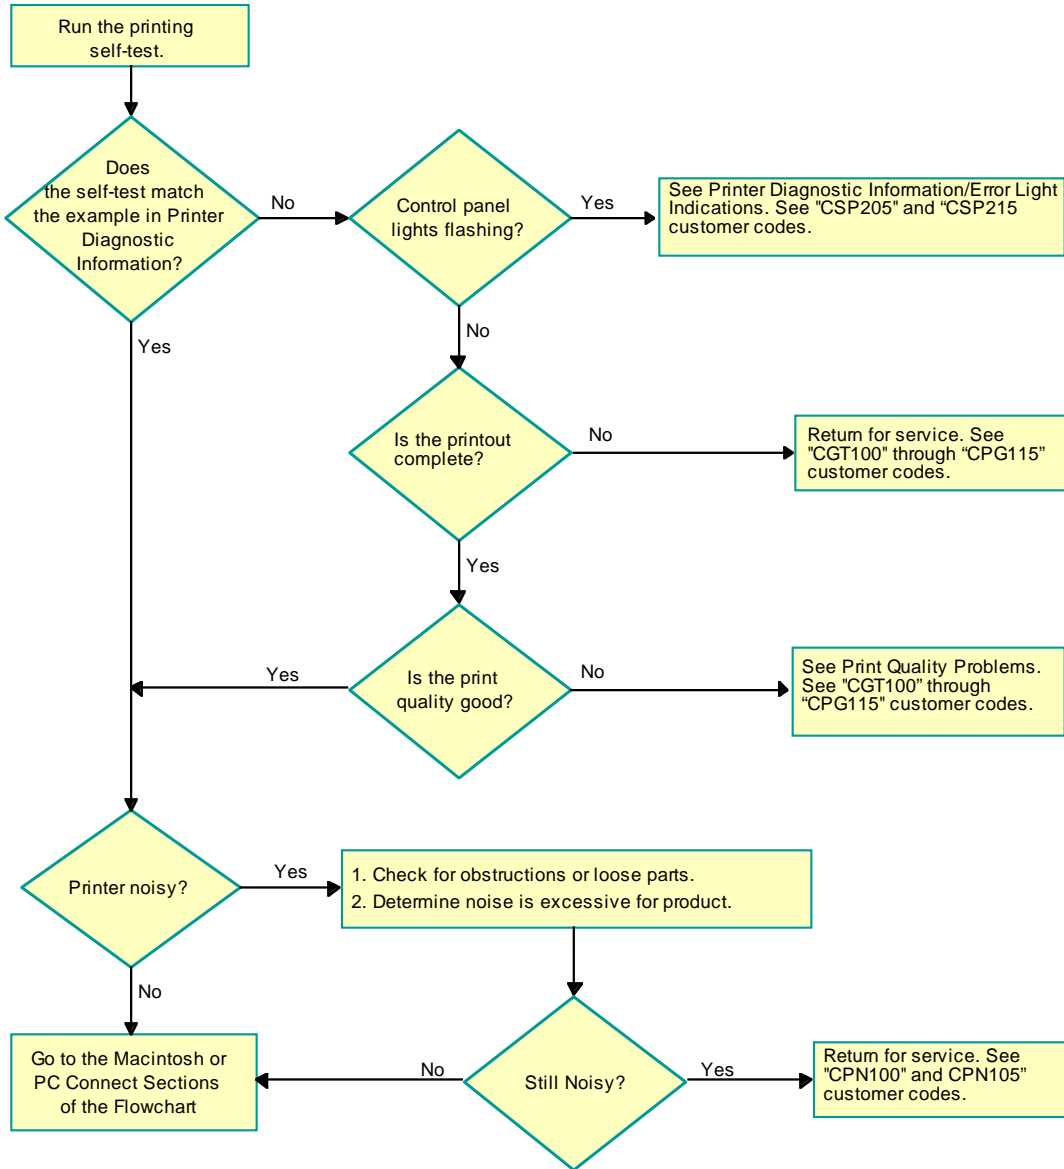 Run the printing
self-test.
Does
the self-test match
the example in Printer
Diagnostic
Information?
No
Control panel
lights flashing?
Yes
See Printer Diagnostic Information/Error Light
Indications. See "CSP205" and “CSP215
customer codes.
Yes
No
Is the printout
complete?
No
Return for service. See
"CGT100" through “CPG115”
customer codes.
Yes
Is the print
quality good?
Yes
No
See Print Quality Problems.
See "CGT100” through
“CPG115" customer codes.
Printer noisy?
Yes
1. Check for obstructions or loose parts.
2. Determine noise is excessive for product.
No
Go to the Macintosh or
PC Connect Sections
of the Flowchart
No
Still Noisy?
Yes
Return for service. See
"CPN100" and CPN105”
customer codes.